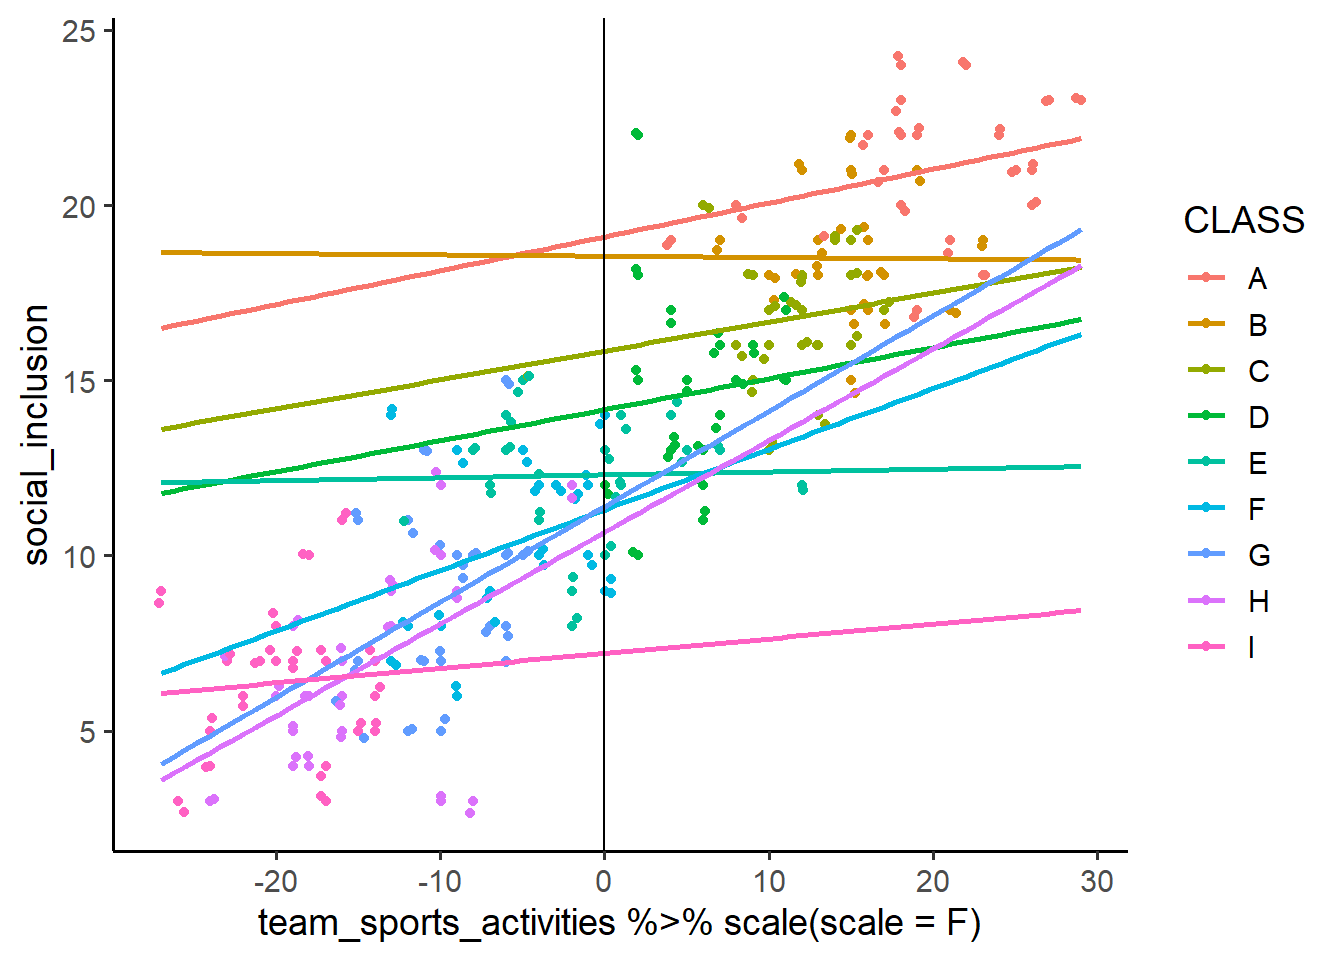 25
20
15
10
5
social_inclusion
-20 -10 0 10 20 30
team_sports_activities %>% scale(scale = F)
CLASS
A
B
C
D
E
F
G
H
I